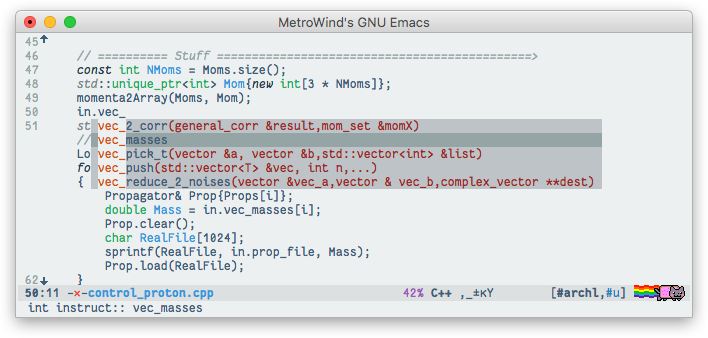 MetroWind's GNU Emacs
45
46 // ========== Stuff =============================================>
47 const int NMoms = Moms.size();
48 std::unique_ptr<int> Mom{new int[3 * NMoms]};
49 momenta2Array(Moms, Mom);
50 in.vec_
51 st vec_2_corr(general_corr &result,mom_set &momX)
// vec_masses
Lo vec_pick_t(vector &a, vector &b,std::vector<int> &list)
fo vec_push(std::vector<T> &vec, int n,...)
{ vec_reduce_2_noises(vector &vec_a,vector & vec_b,complex_vector **dest)
Propagator& Prop{Props[i]};
double Mass = in.vec_masses[i];
Prop.clear();
char RealFile[1024];
sprintf(RealFile, in.prop_file, Mass);
Prop.load(RealFile);
62 }
50:11 -×-control_proton.cpp 42% C++ ,_±κY [#archl,#u]
int instruct:: vec_masses